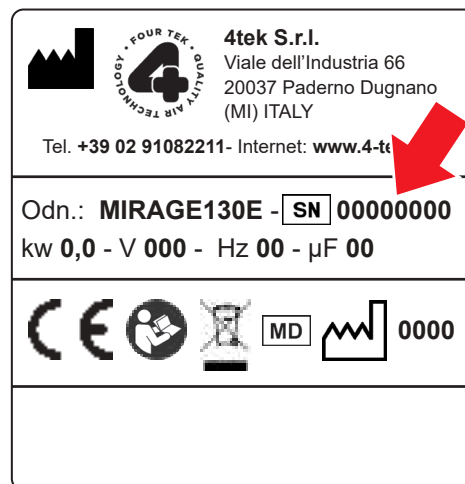 FOUR TEK · QUALITY AIR TECHNOLOGY ·
4
4tek S.r.l.
Viale dell'Industria 66
20037 Paderno Dugnano
(MI) ITALY
Tel. +39 02 91082211- Internet: www.4-te
Odn.: MIRAGE130E - SN 00000000
kw 0,0 - V 000 - Hz 00 - µF 00
CE MD 0000